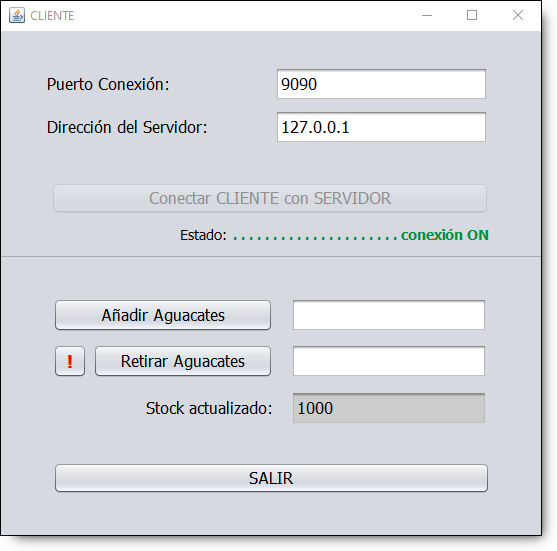 CLIENTE
Puerto Conexión: 9090
Dirección del Servidor: 127.0.0.1
Conectar CLIENTE con SERVIDOR
Estado: .....................conexión ON
Añadir Aguacates
! Retirar Aguacates
Stock actualizado: 1000
SALIR